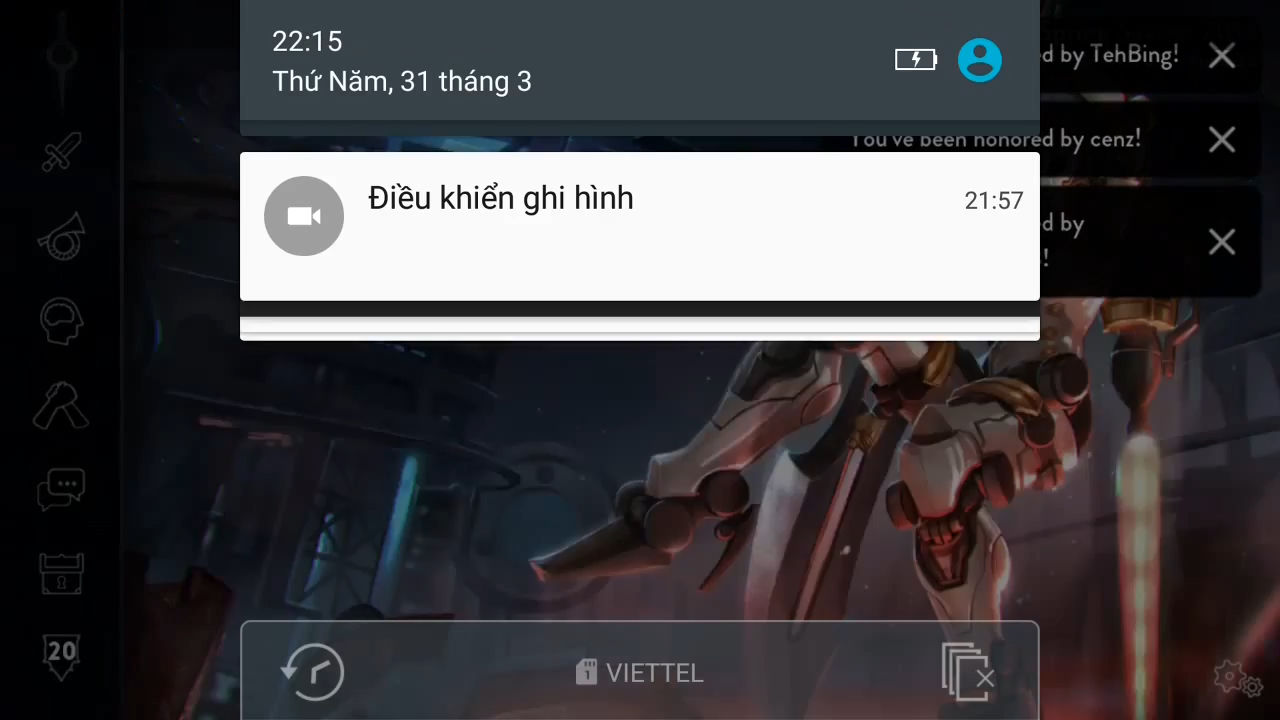 22:15
Thứ Năm, 31 tháng 3
d by TehBing!
You've been honored by cenz!
Điều khiển ghi hình
21:57
d by
!
20
1 VIETTEL